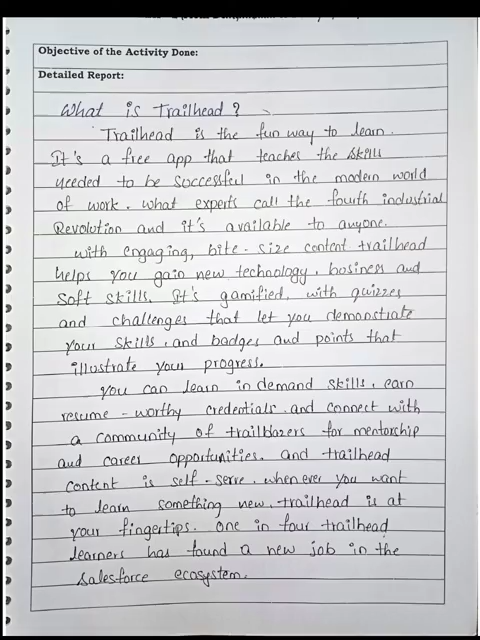 Objective of the Activity Done:
Detailed Report:
What is Trailhead?
Trailhead is the fun way to learn.
It's a free app that teaches the skills
needed to be successful in the modern world
of work. what experts call the fourth industrial
Revolution and it's available to anyone.
with engaging, bite-size content trailhead
helps you gain new technology, business and
soft skills. It's gamified, with quizzes
and challenges that let you demonstrate
your skills, and badges and points that
illustrate your progress.
you can learn in demand skills, earn
resume-worthy credentials, and connect with
a community of trailblazers for mentorship
and career opportunities. and trailhead
content is self-serve. whenever you want
to learn something new, trailhead is at
your fingertips. one in four trailhead
learners has found a new job in the
salesforce ecosystem.